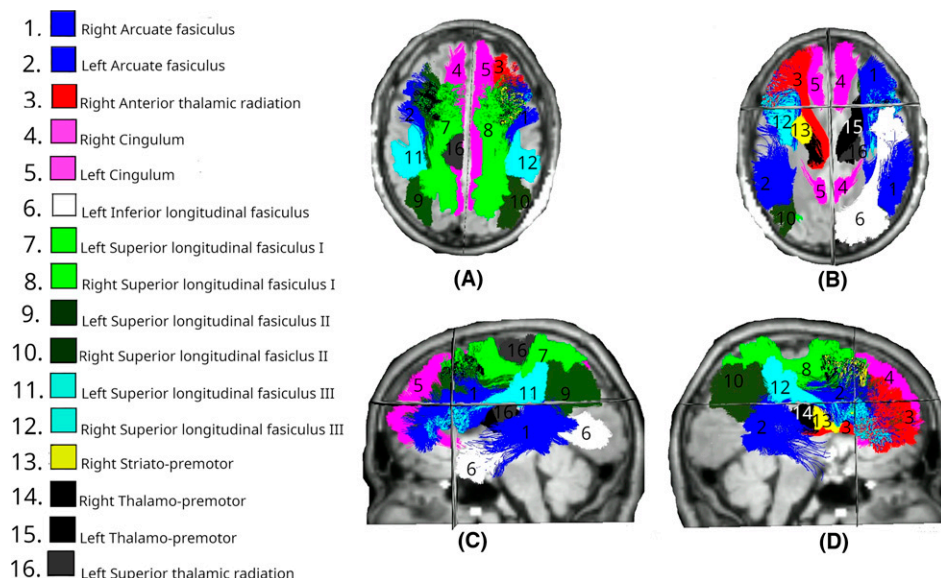 1. Right Arcuate fasiculus
2. Left Arcuate fasiculus
3. Right Anterior thalamic radiation
4. Right Cingulum
5. Left Cingulum
6. Left Inferior longitudinal fasiculus
7. Left Superior longitudinal fasiculus I
8. Right Superior longitudinal fasiculus I
9. Left Superior longitudinal fasiculus II
10. Right Superior longitudinal fasiclus II
11. Left Superior longitudinal fasiculus III
12. Right Superior longitudinal fasiculus III
13. Right Striato-premotor
14. Right Thalamo-premotor
15. Left Thalamo-premotor
16. Left Superior thalamic radiation
4 5 3
2 7 8 1
16
11 12
9 10
(A)
3 5 4 1
12 13 15
16
2 5 4 1
10 6
(B)
16 7
5 1 11 9
16
1 6
6
(C)
10 12 8 4
2
14 13 3 3
2
(D)